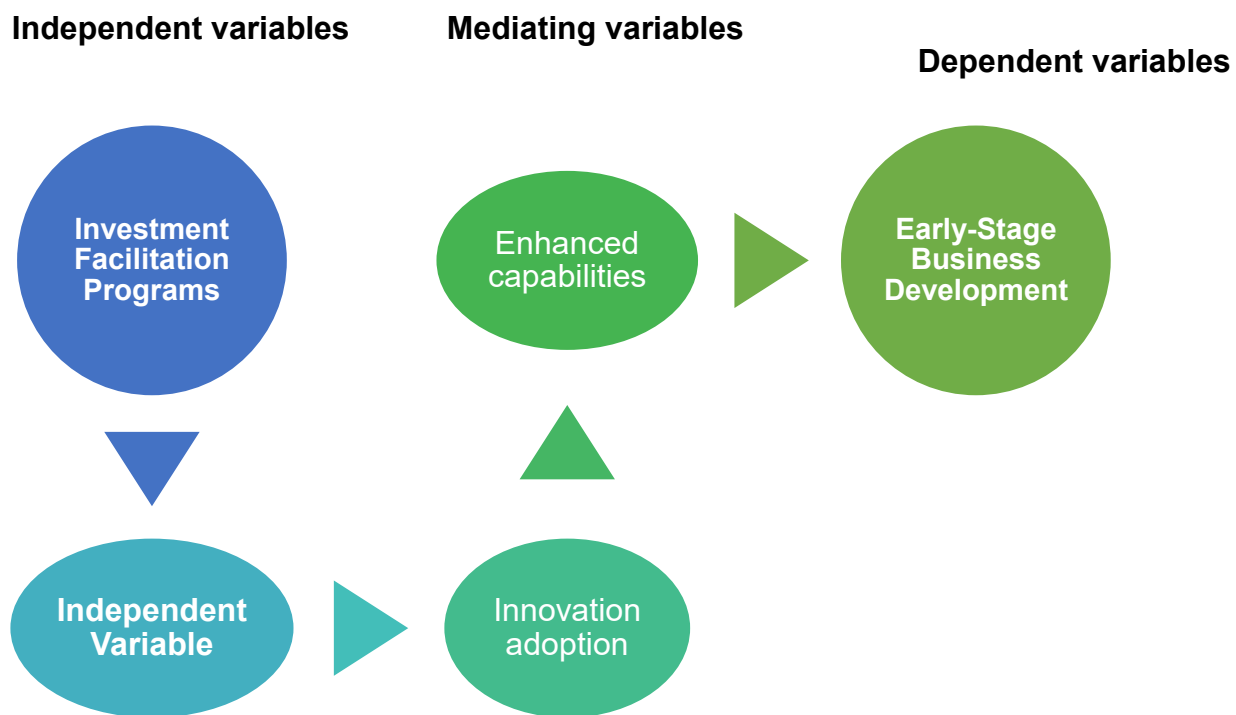 Independent variables
Mediating variables
Dependent variables
Investment
Facilitation
Programs
Enhanced
capabilities
Early-Stage
Business
Development
Independent
Variable
Innovation
adoption